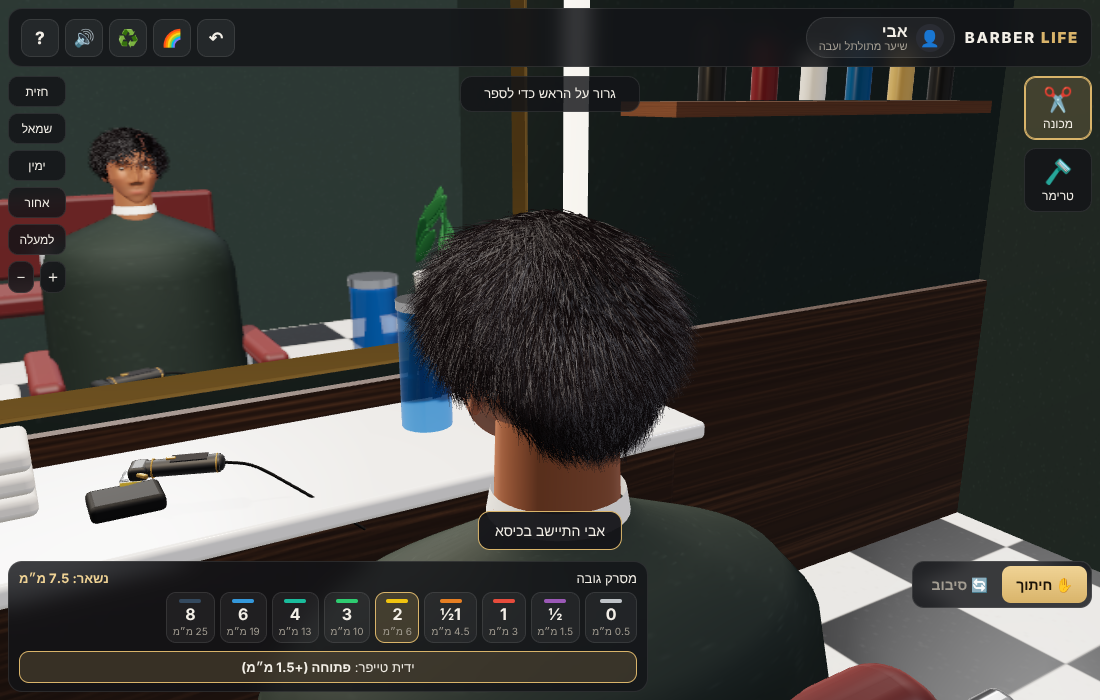 BARBER LIFE
אבי
שיער מתולתל ועבה
?
חזית
שמאל
ימין
אחור
למעלה
+
−
גרור על הראש כדי לספר
מכונה
טרימר
אבי התיישב בכיסא
מסרק גובה
נשאר: 7.5 מ״מ
0
0.5 מ״מ
½
1.5 מ״מ
1
3 מ״מ
1½
4.5 מ״מ
2
6 מ״מ
3
10 מ״מ
4
13 מ״מ
6
19 מ״מ
8
25 מ״מ
ידית טייפר: פתוחה (+1.5 מ״מ)
חיתוך
סיבוב